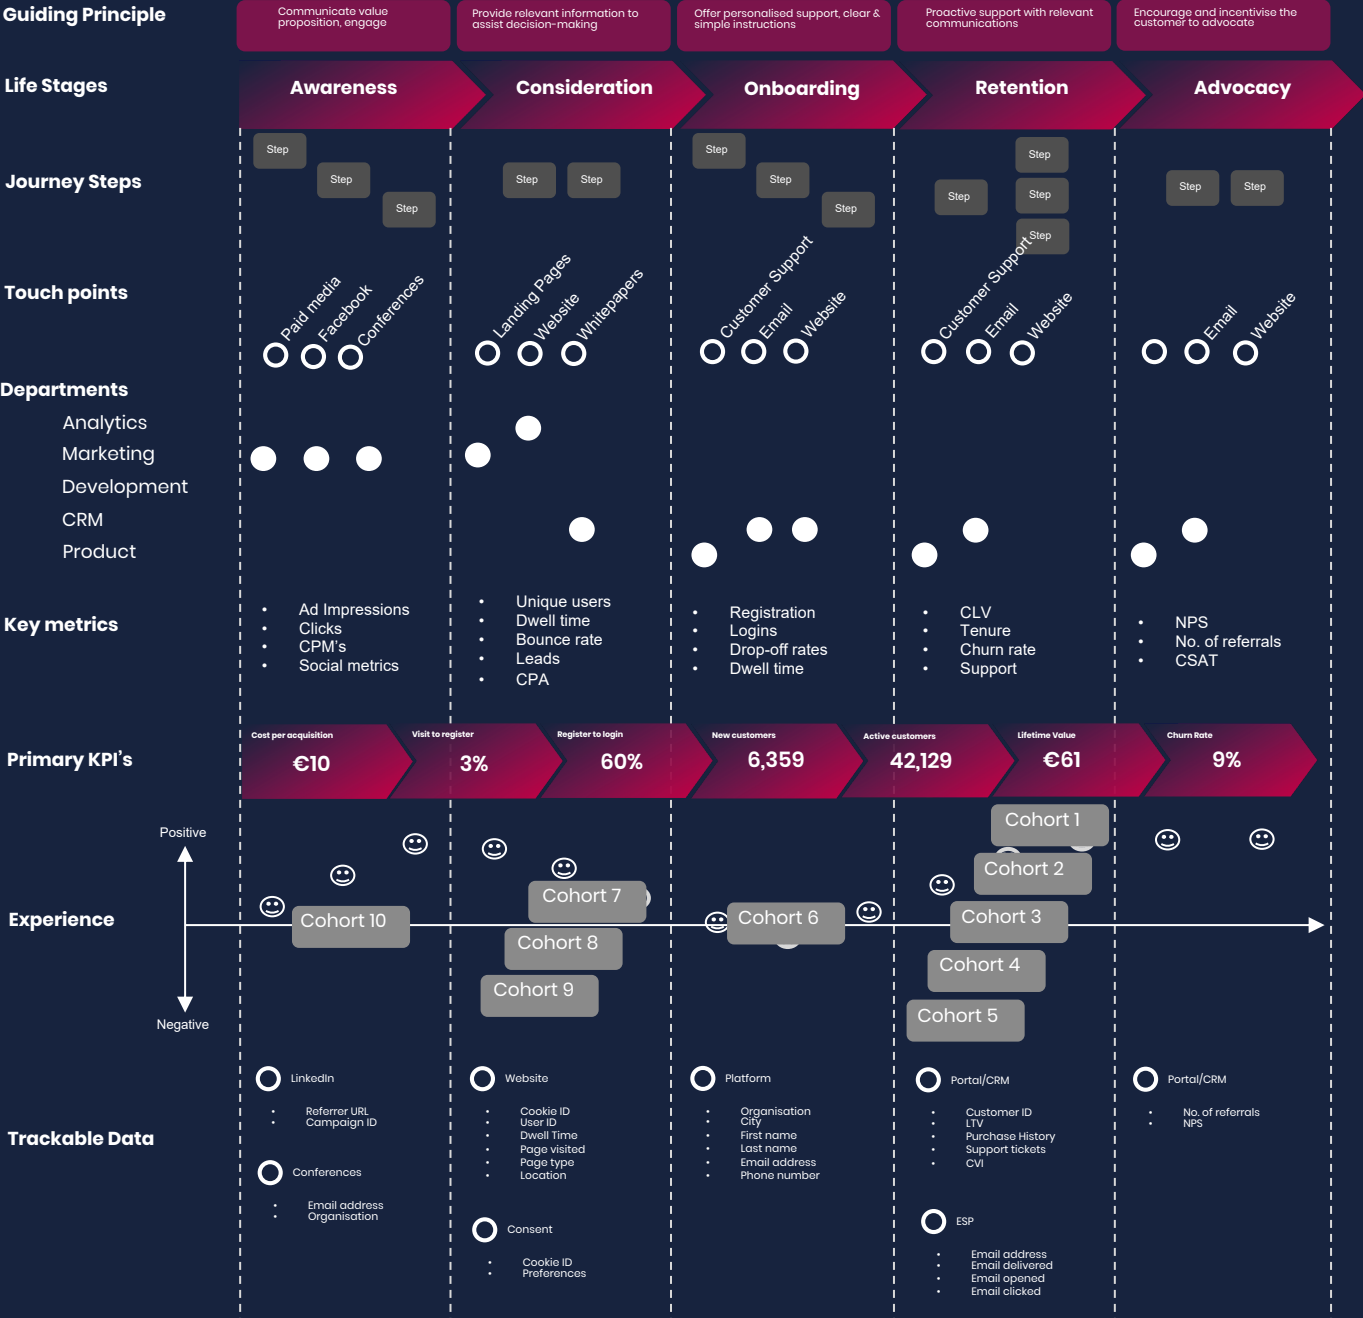 Guiding Principle
Communicate value
proposition, engage
Provide relevant information to
assist decision-making
Offer personalised support, clear &
simple instructions
Proactive support with relevant
communications
Encourage and incentivise the
customer to advocate
Life Stages
Awareness
Consideration
Onboarding
Retention
Advocacy
Journey Steps
Step
Step
Step
Step
Step
Step
Step
Step
Step
Step
Step
Step
Step
Step
Touch points
Paid media
Facebook
Conferences
Landing Pages
Website
Whitepapers
Customer Support
Email
Website
Customer Support
Email
Website
Email
Website
Departments
Analytics
Marketing
Development
CRM
Product
Key metrics
• Ad Impressions
• Clicks
• CPM's
• Social metrics
• Unique users
• Dwell time
• Bounce rate
• Leads
• CPA
• Registration
• Logins
• Drop-off rates
• Dwell time
• CLV
• Tenure
• Churn rate
• Support
• NPS
• No. of referrals
• CSAT
Primary KPI's
Cost per acquisition
€10
Visit to register
3%
Register to login
60%
New customers
6,359
Active customers
42,129
Lifetime Value
€61
Churn Rate
9%
Experience
Positive
Negative
Cohort 10
Cohort 7
Cohort 8
Cohort 9
Cohort 6
Cohort 1
Cohort 2
Cohort 3
Cohort 4
Cohort 5
Trackable Data
LinkedIn
• Referrer URL
• Campaign ID
Conferences
• Email address
• Organisation
Website
• Cookie ID
• User ID
• Dwell Time
• Page visited
• Page type
• Location
Consent
• Cookie ID
• Preferences
Platform
• Organisation
• City
• First name
• Last name
• Email address
• Phone number
Portal/CRM
• Customer ID
• LTV
• Purchase History
• Support tickets
• CVI
ESP
• Email address
• Email delivered
• Email opened
• Email clicked
Portal/CRM
• No. of referrals
• NPS